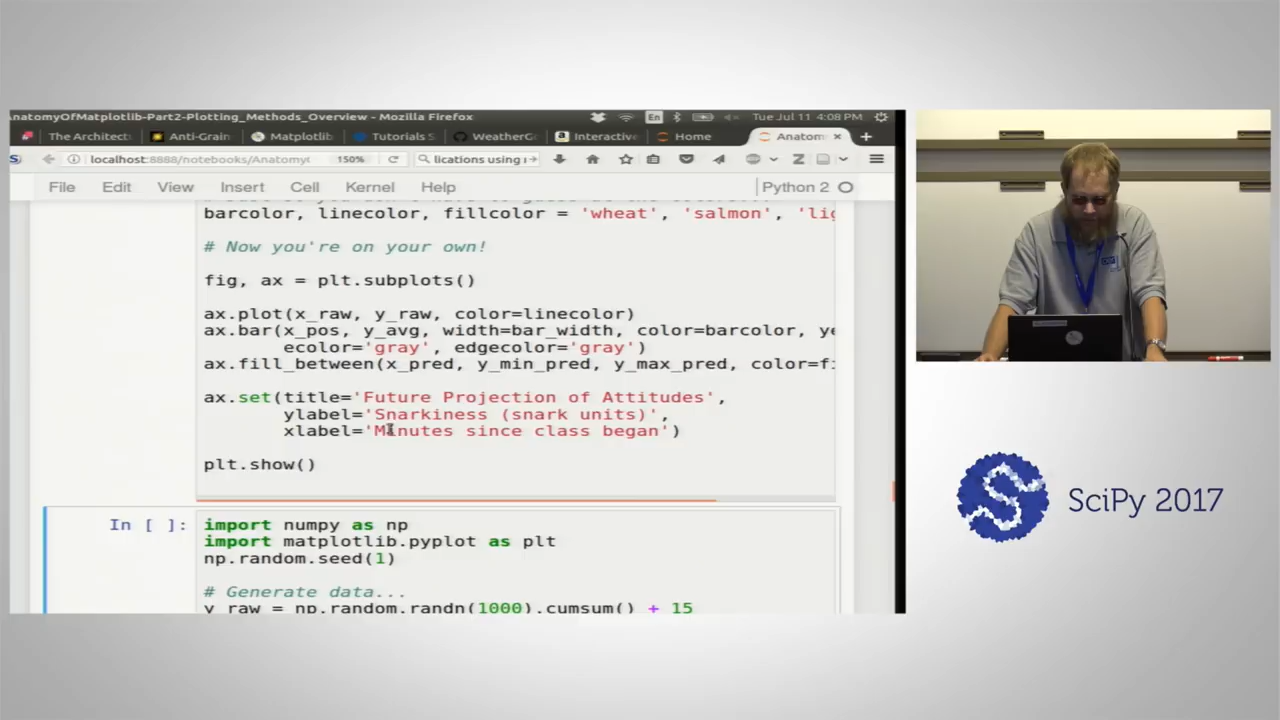 AnatomyOfMatplotlib-Part2-Plotting_Methods_Overview - Mozilla Firefox
En
Tue Jul 11 4:08 PM
The Architect
Anti-Grain
Matplotlib
Tutorials S
WeatherG
Interactive
Home
Anatom
localhost:8888/notebooks/Anatomy
150%
lications using
File Edit View Insert Cell Kernel Help
Python 2
barcolor, linecolor, fillcolor = 'wheat', 'salmon', 'lig
# Now you're on your own!
fig, ax = plt.subplots()
ax.plot(x_raw, y_raw, color=linecolor)
ax.bar(x_pos, y_avg, width=bar_width, color=barcolor, ye
ecolor='gray', edgecolor='gray')
ax.fill_between(x_pred, y_min_pred, y_max_pred, color=fi
ax.set(title='Future Projection of Attitudes',
ylabel='Snarkiness (snark units)',
xlabel='Minutes since class began')
plt.show()
In [ ]:
import numpy as np
import matplotlib.pyplot as plt
np.random.seed(1)
# Generate data...
y_raw = np.random.randn(1000).cumsum() + 15
SciPy 2017